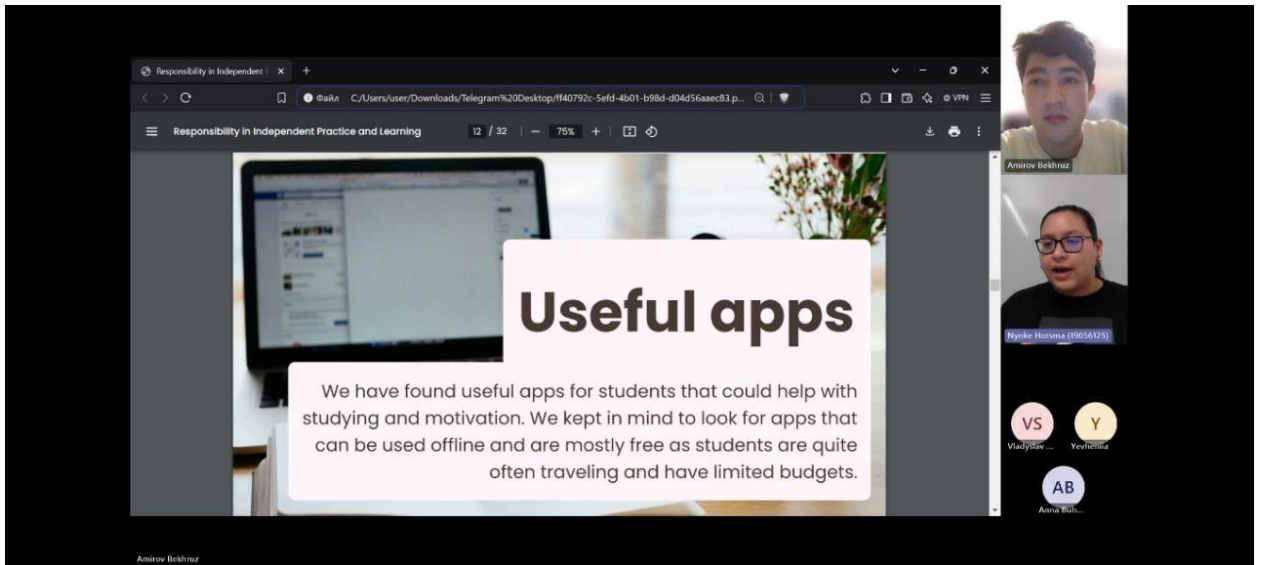 Responsibility in Independent
Файл C:/Users/user/Downloads/Telegram%20Desktop/ff40792c-5efd-4b01-b98d-d04d56aaec83.p...
VPN
Responsibility in Independent Practice and Learning
12 / 32
75%
Useful apps
We have found useful apps for students that could help with
studying and motivation. We kept in mind to look for apps that
can be used offline and are mostly free as students are quite
often traveling and have limited budgets.
Amirov Bekhruz
Nynke Hotsma (19056125)
VS
Y
Vladyslav ...
Yevheniia
AB
Anna Buh...
Amirov Bekhruz